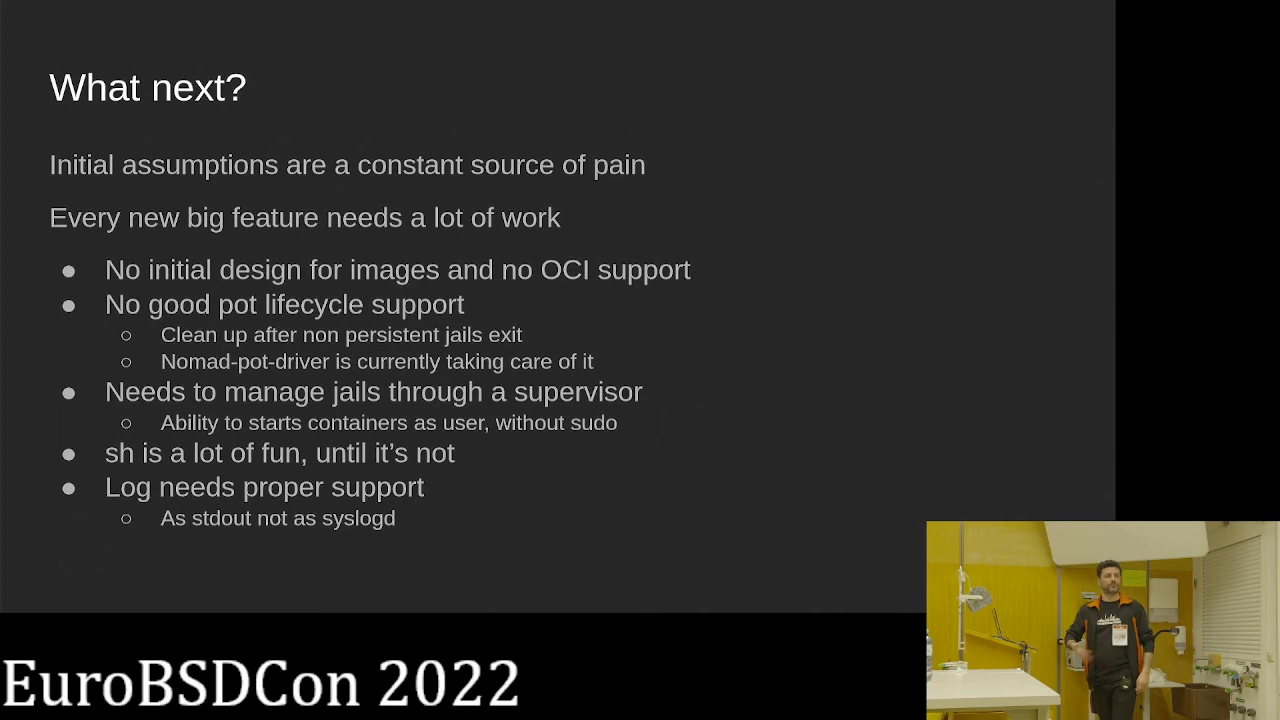 What next?
Initial assumptions are a constant source of pain
Every new big feature needs a lot of work
● No initial design for images and no OCI support
● No good pot lifecycle support
○ Clean up after non persistent jails exit
○ Nomad-pot-driver is currently taking care of it
● Needs to manage jails through a supervisor
○ Ability to starts containers as user, without sudo
● sh is a lot of fun, until it’s not
● Log needs proper support
○ As stdout not as syslogd
EuroBSDCon 2022